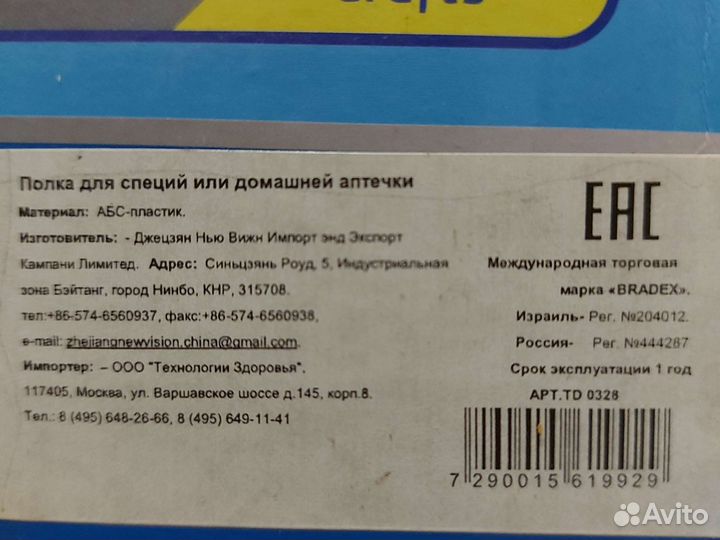 Полка для специй или домашней аптечки
Материал: АБС-пластик.
Изготовитель: - Джецзян Нью Вижн Импорт энд Экспорт
Кампани Лимитед. Адрес: Синьцзянь Роуд, 5, Индустриальная
зона Бэйтанг, город Нинбо, КНР, 315708.
тел:+86-574-6560937, факс:+86-574-6560938,
e-mail: zhejiangnewvision.china@gmail.com.
Импортер: – ООО "Технологии Здоровья".
117405, Москва, ул. Варшавское шоссе д.145, корп.8.
Тел.: 8 (495) 648-26-66, 8 (495) 649-11-41
EAC
Международная торговая
марка «BRADEX».
Израиль- Рег. №204012.
Россия- Рег. №444287
Срок эксплуатации 1 год
АРТ.TD 0328
7 290015 619929
Avito